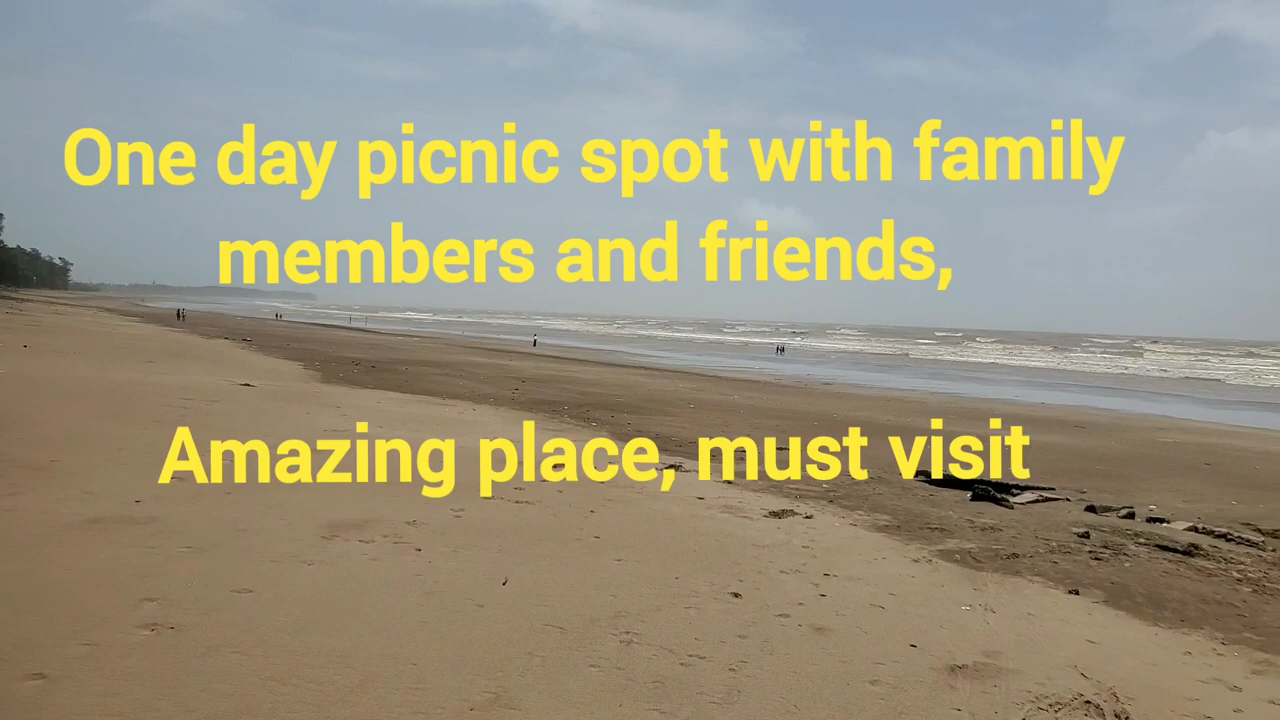 One day picnic spot with family
members and friends,
Amazing place, must visit